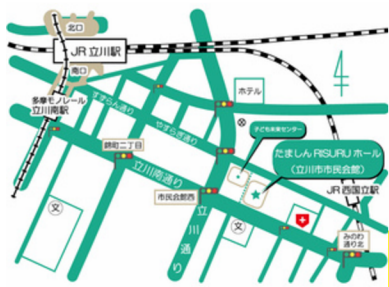 北口
JR 立川駅
南口
多摩モノレール
立川南駅
すずらん通り
やすらぎ通り
ホテル
子ども未来センター
錦町二丁目
立川南通り
たましんRISURUホール
(立川市市民会館)
JR 西国立駅
市民会館西
立川通り
文
文
みのわ
通り北